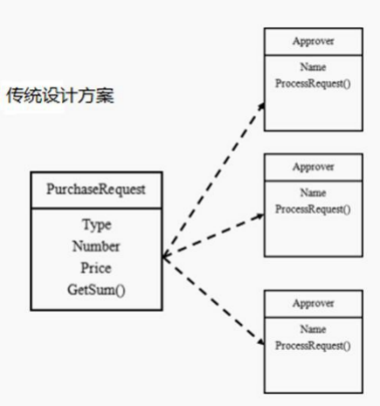 传统设计方案
PurchaseRequest
Type
Number
Price
GetSum()
Approver
Name
ProcessRequest()
Approver
Name
ProcessRequest()
Approver
Name
ProcessRequest()